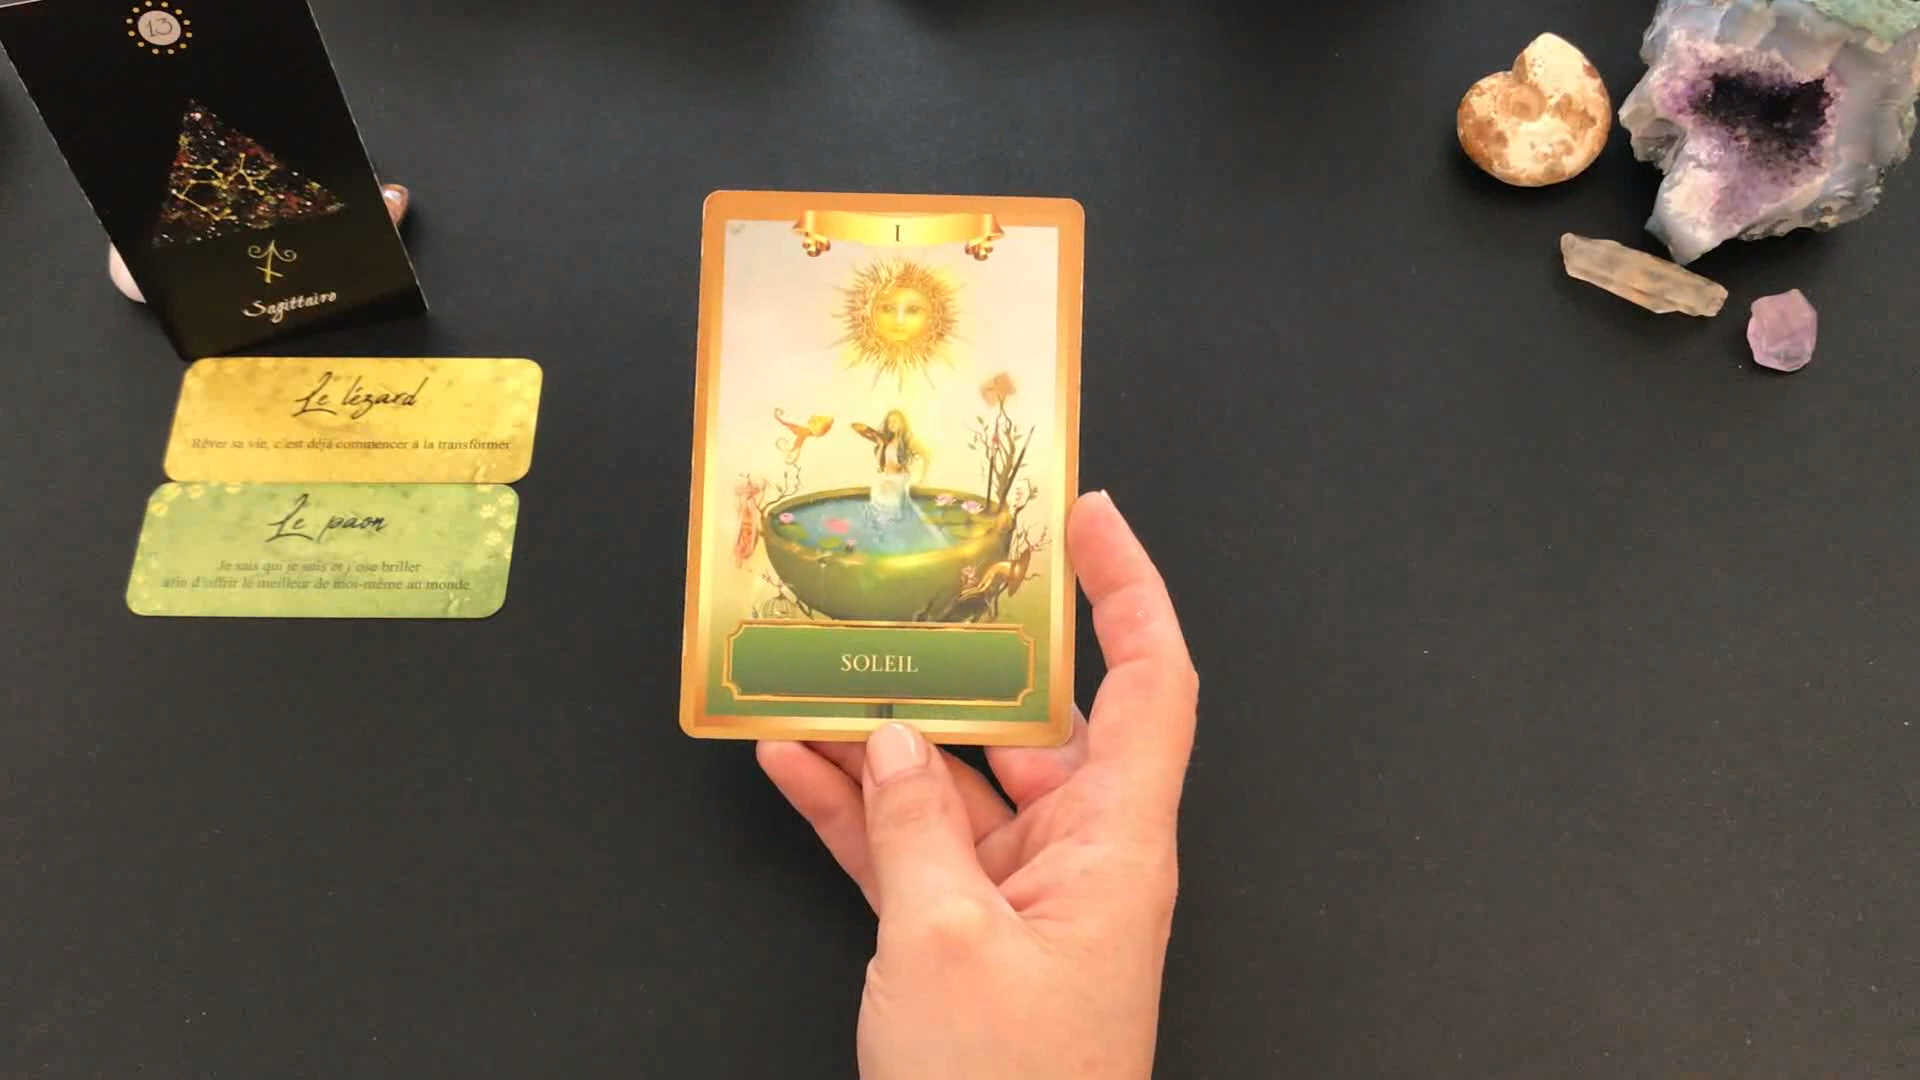 13
Sagittaire
Le lézard
Rêver sa vie, c'est déjà commencer à la transformer
Le paon
Je sais qui je suis et j'ose briller
afin d'offrir le meilleur de moi-même au monde.
I
SOLEIL